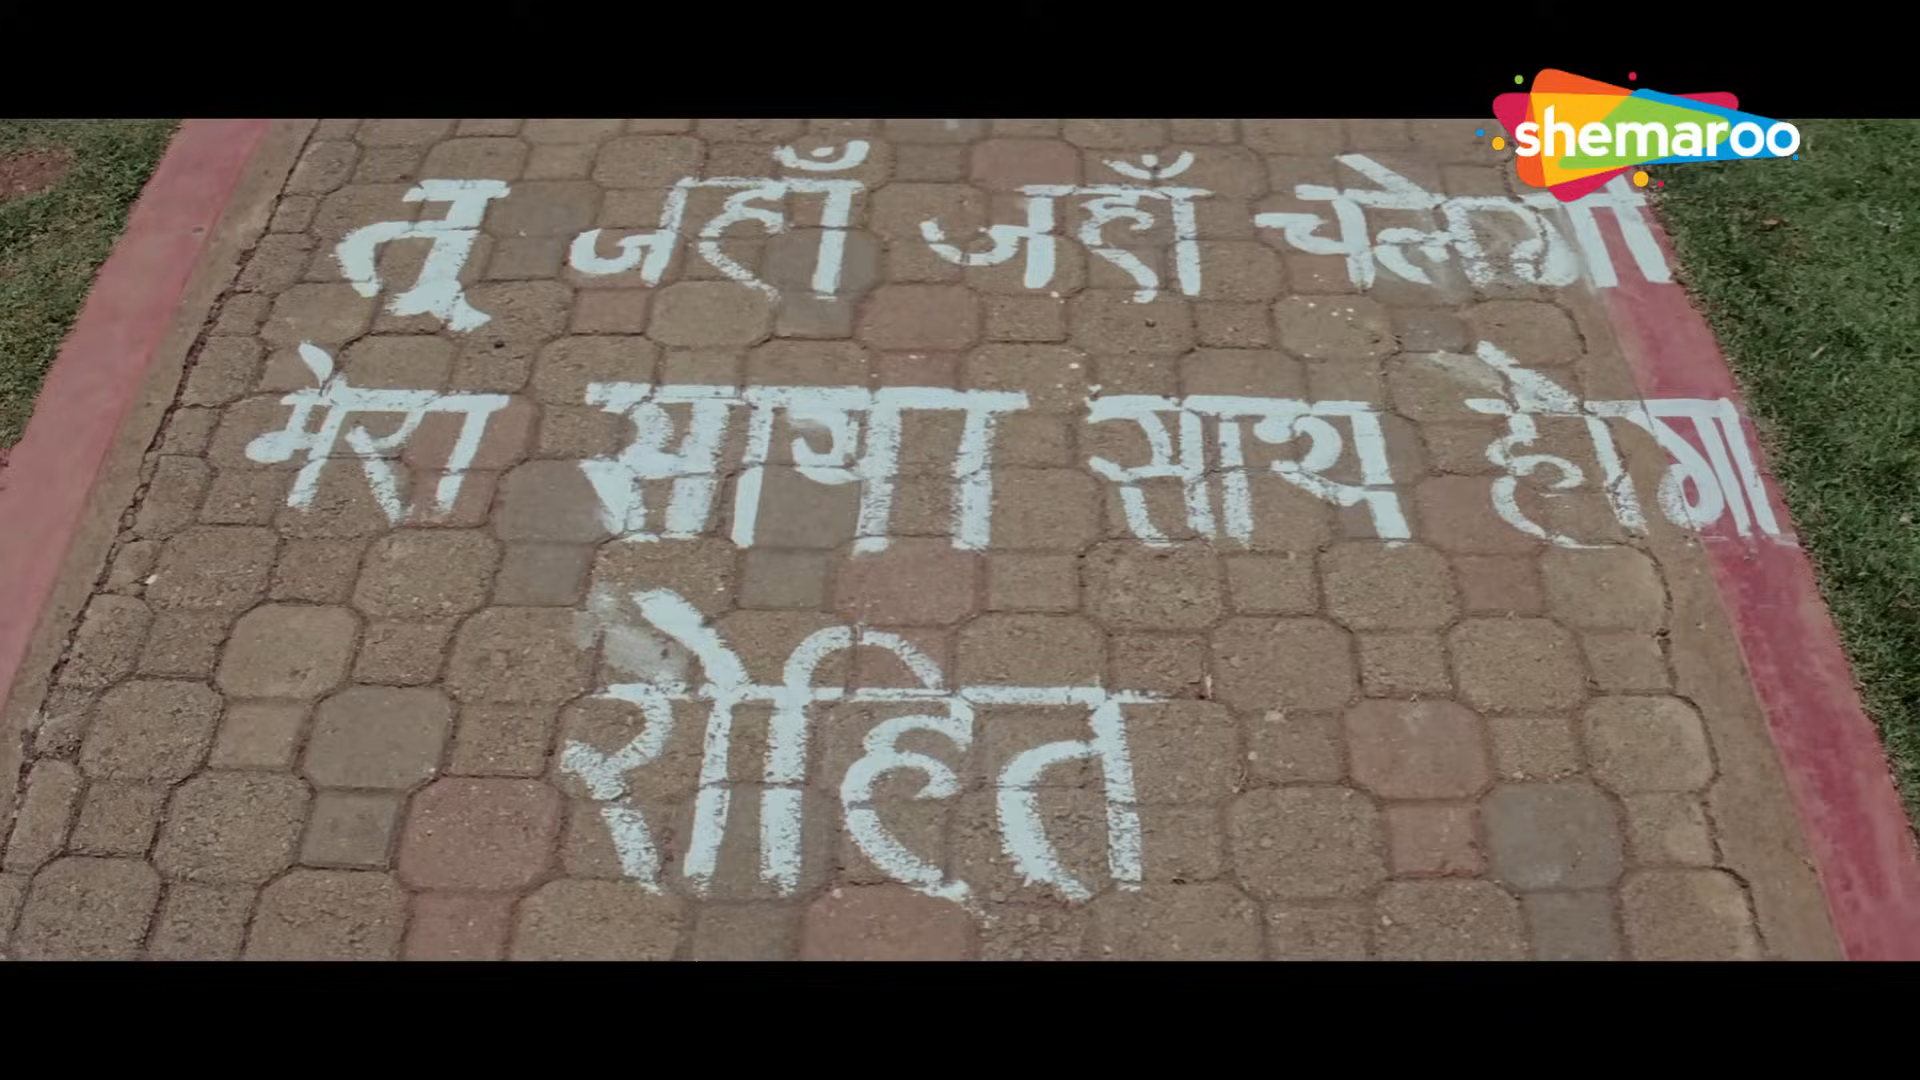 shemaroo
तू जहाँ जहाँ चलेगा
मेरा साया साथ होगा
रोहित